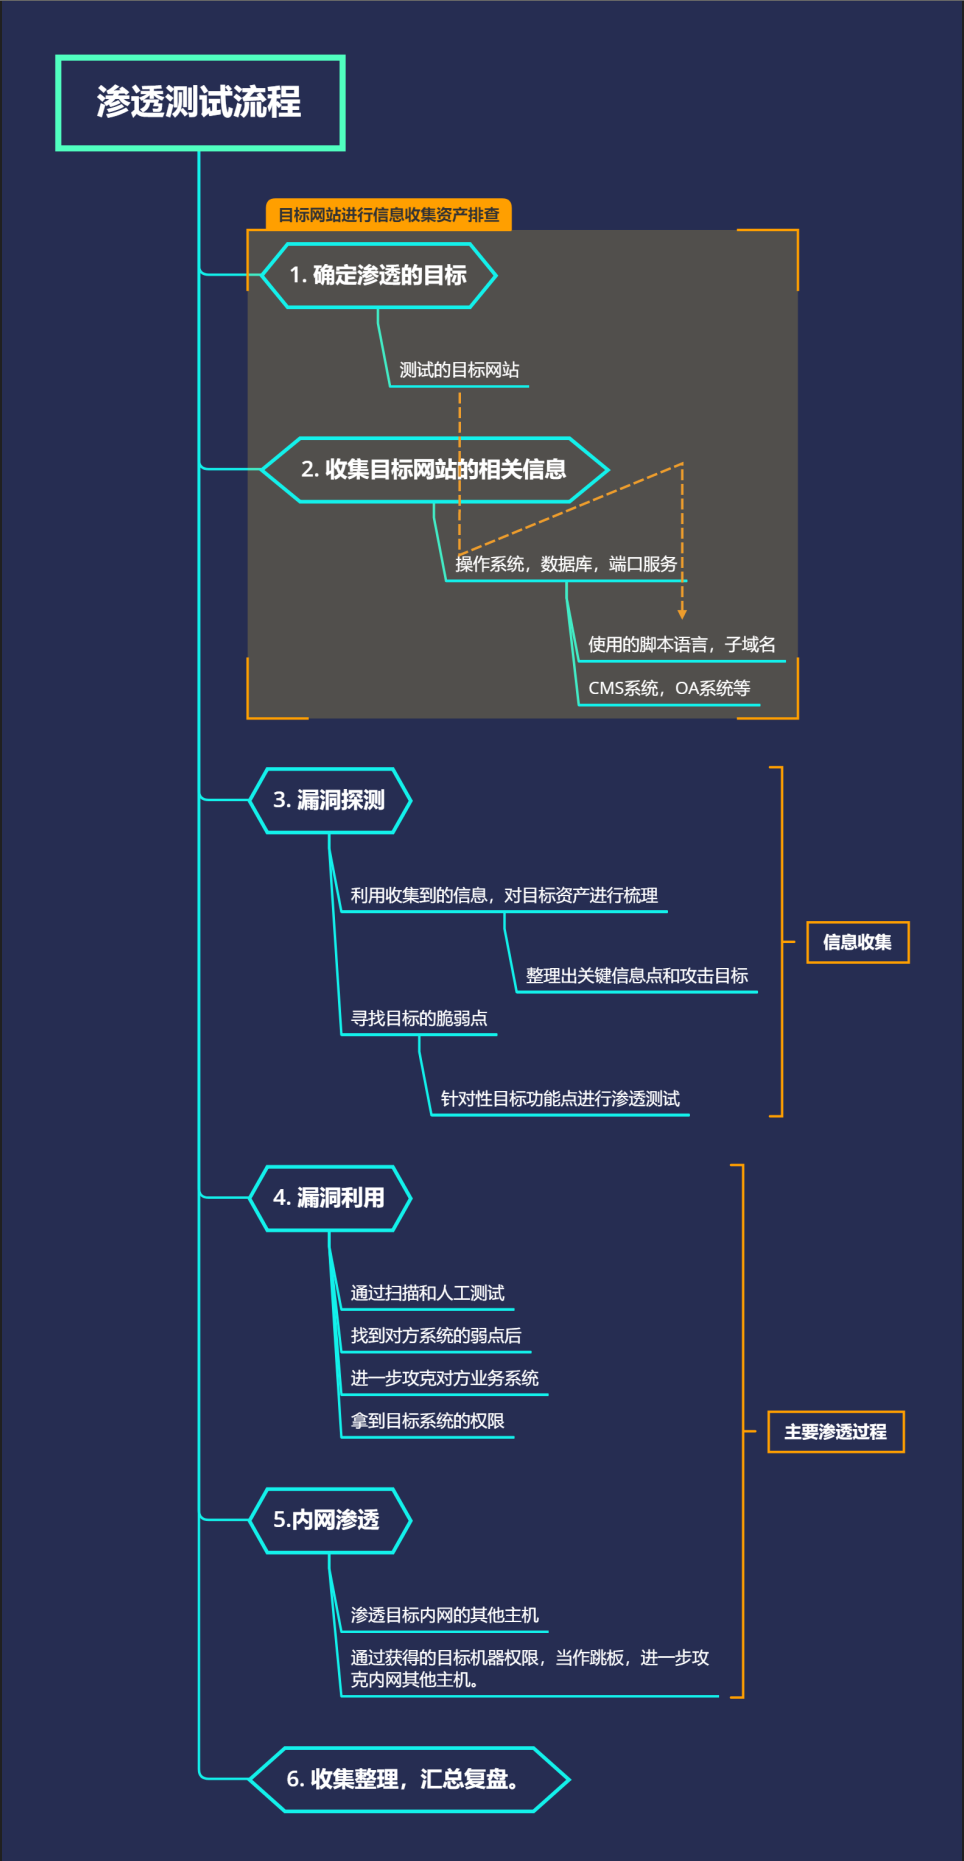 渗透测试流程
目标网站进行信息收集资产排查
1. 确定渗透的目标
测试的目标网站
2. 收集目标网站的相关信息
操作系统，数据库，端口服务
使用的脚本语言，子域名
CMS系统，OA系统等
3. 漏洞探测
利用收集到的信息，对目标资产进行梳理
信息收集
整理出关键信息点和攻击目标
寻找目标的脆弱点
针对性目标功能点进行渗透测试
4. 漏洞利用
通过扫描和人工测试
找到对方系统的弱点后
进一步攻克对方业务系统
拿到目标系统的权限
主要渗透过程
5.内网渗透
渗透目标内网的其他主机
通过获得的目标机器权限，当作跳板，进一步攻
克内网其他主机。
6. 收集整理，汇总复盘。